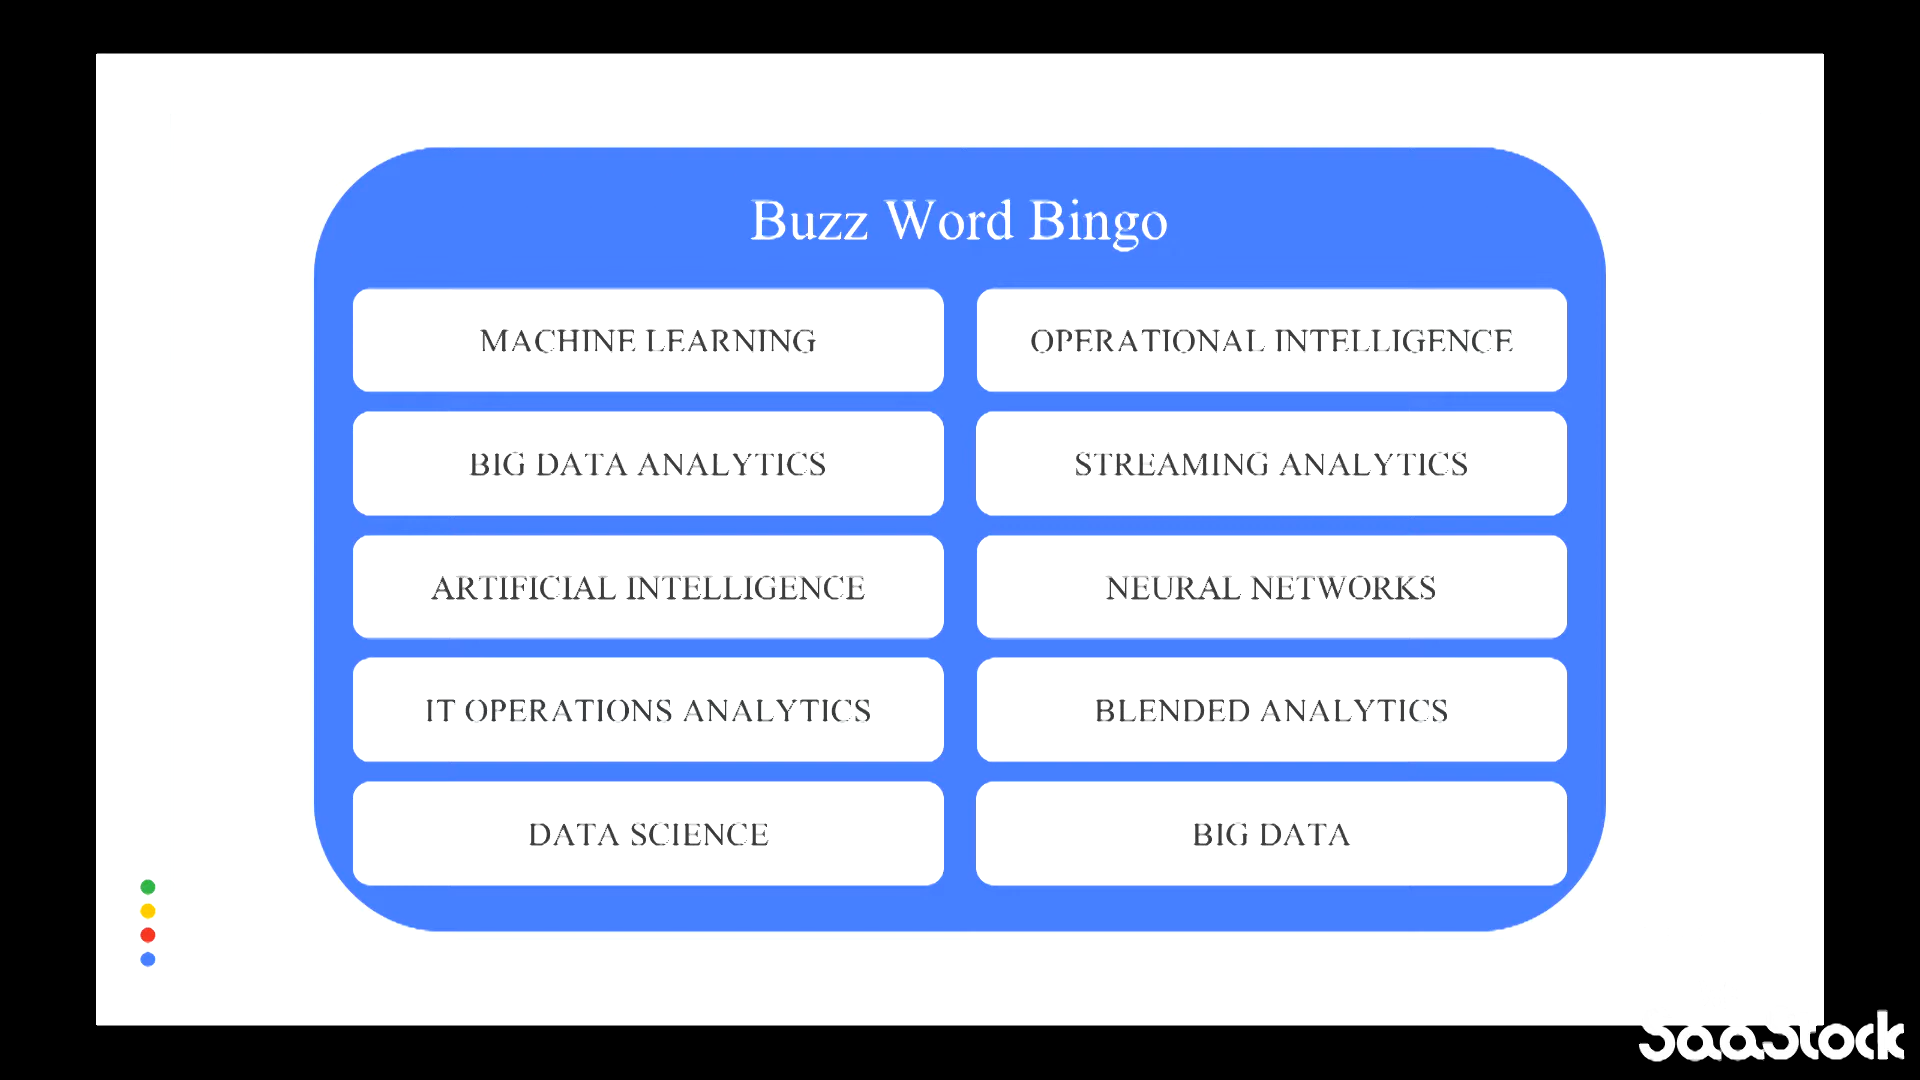 Buzz Word Bingo
MACHINE LEARNING
OPERATIONAL INTELLIGENCE
BIG DATA ANALYTICS
STREAMING ANALYTICS
ARTIFICIAL INTELLIGENCE
NEURAL NETWORKS
IT OPERATIONS ANALYTICS
BLENDED ANALYTICS
DATA SCIENCE
BIG DATA
SaaStock